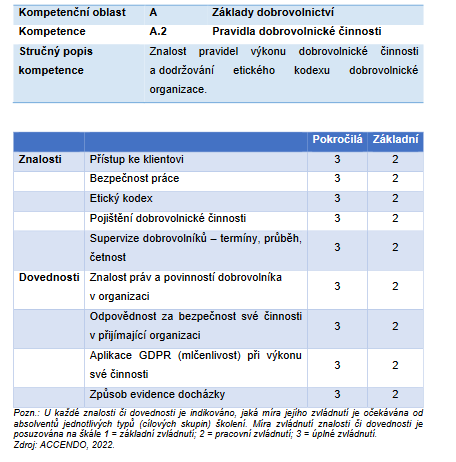 Kompetenční oblast A Základy dobrovolnictví
Kompetence A.2 Pravidla dobrovolnické činnosti
Stručný popis Znalost pravidel výkonu dobrovolnické činnosti
kompetence a dodržování etického kodexu dobrovolnické
organizace.
Pokročilá Základní
Znalosti Přístup ke klientovi 3 2
Bezpečnost práce 3 2
Etický kodex 3 2
Pojištění dobrovolnické činnosti 3 2
Supervize dobrovolníků – termíny, průběh,
četnost 3 2
Dovednosti Znalost práv a povinností dobrovolníka
v organizaci 3 2
Odpovědnost za bezpečnost své činnosti
v přijímající organizaci 3 2
Aplikace GDPR (mlčenlivost) při výkonu
své činnosti 3 2
Způsob evidence docházky 3 2
Pozn.: U každé znalosti či dovednosti je indikováno, jaká míra jejího zvládnutí je očekávána od
absolventů jednotlivých typů (cílových skupin) školení. Míra zvládnutí znalosti či dovednosti je
posuzována na škále 1 = základní zvládnutí; 2 = pracovní zvládnutí; 3 = úplné zvládnutí.
Zdroj: ACCENDO, 2022.